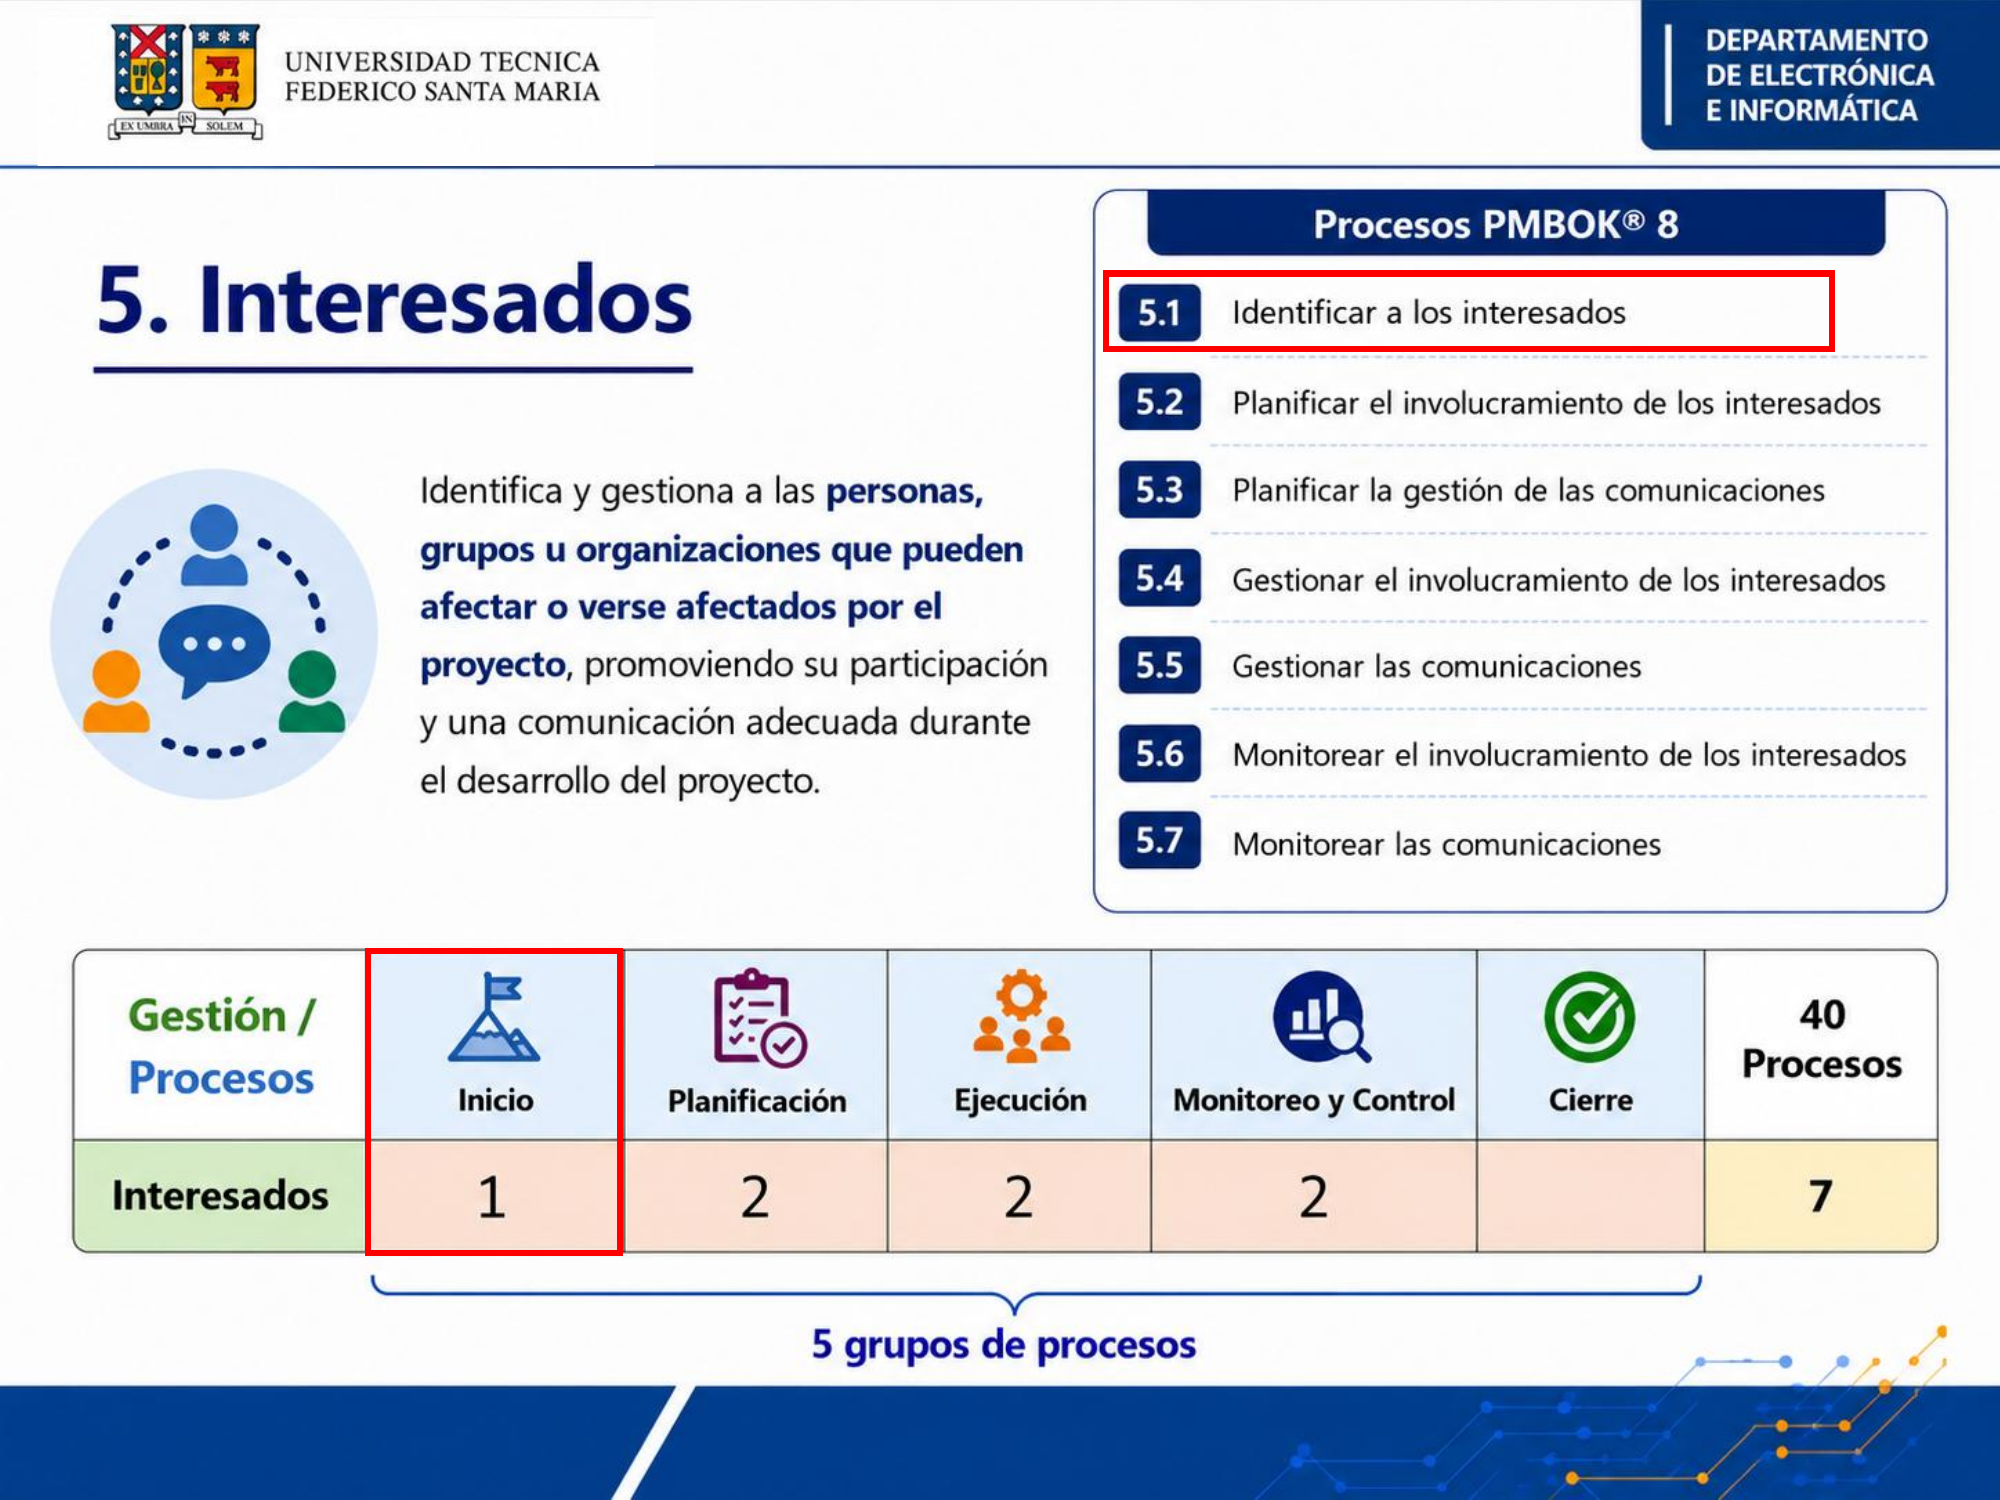 EX UMBRA IN SOLEM
UNIVERSIDAD TECNICA
FEDERICO SANTA MARIA
DEPARTAMENTO
DE ELECTRÓNICA
E INFORMÁTICA
5. Interesados
Identifica y gestiona a las personas,
grupos u organizaciones que pueden
afectar o verse afectados por el
proyecto, promoviendo su participación
y una comunicación adecuada durante
el desarrollo del proyecto.
Procesos PMBOK® 8
5.1 Identificar a los interesados
5.2 Planificar el involucramiento de los interesados
5.3 Planificar la gestión de las comunicaciones
5.4 Gestionar el involucramiento de los interesados
5.5 Gestionar las comunicaciones
5.6 Monitorear el involucramiento de los interesados
5.7 Monitorear las comunicaciones
Gestión /
Procesos
Inicio
Planificación
Ejecución
Monitoreo y Control
Cierre
40
Procesos
Interesados 1 2 2 2 7
5 grupos de procesos